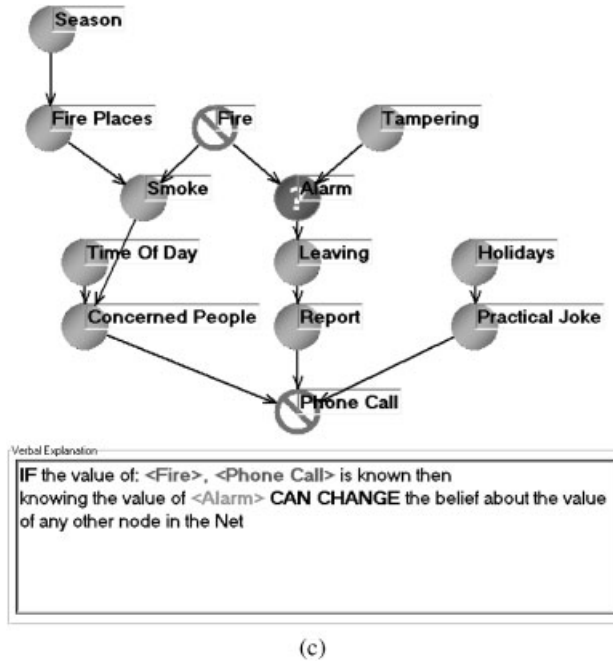 Season
Fire Places
Fire
Tampering
Smoke
?
Alarm
Time Of Day
Leaving
Holidays
Concerned People
Report
Practical Joke
Phone Call
Verbal Explanation
IF the value of: <Fire>, <Phone Call> is known then
knowing the value of <Alarm> CAN CHANGE the belief about the value
of any other node in the Net
(c)